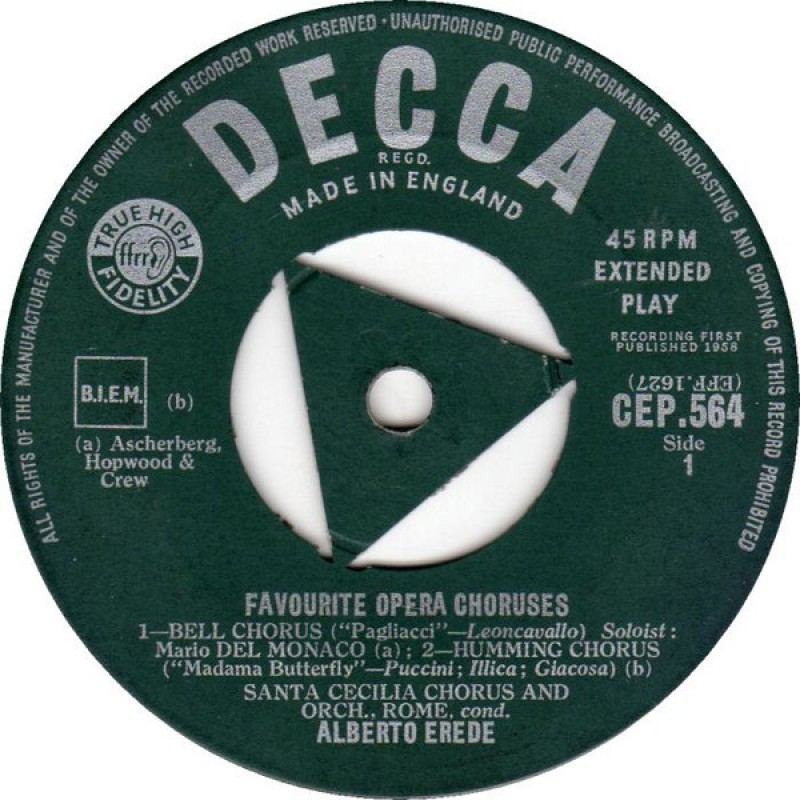 ALL RIGHTS OF THE MANUFACTURER AND OF THE OWNER OF THE RECORDED WORK RESERVED · UNAUTHORISED PUBLIC PERFORMANCE BROADCASTING AND COPYING OF THIS RECORD PROHIBITED
DECCA
REGD.
MADE IN ENGLAND
TRUE HIGH
ffrr
FIDELITY
45 RPM
EXTENDED
PLAY
RECORDING FIRST
PUBLISHED 1958
B.I.E.M. (b)
(a) Ascherberg,
Hopwood &
Crew
(EFF.1627)
CEP.564
Side
1
FAVOURITE OPERA CHORUSES
1—BELL CHORUS ("Pagliacci"—Leoncavallo) Soloist:
Mario DEL MONACO (a); 2—HUMMING CHORUS
("Madama Butterfly"—Puccini; Illica; Giacosa) (b)
SANTA CECILIA CHORUS AND
ORCH., ROME, cond.
ALBERTO EREDE